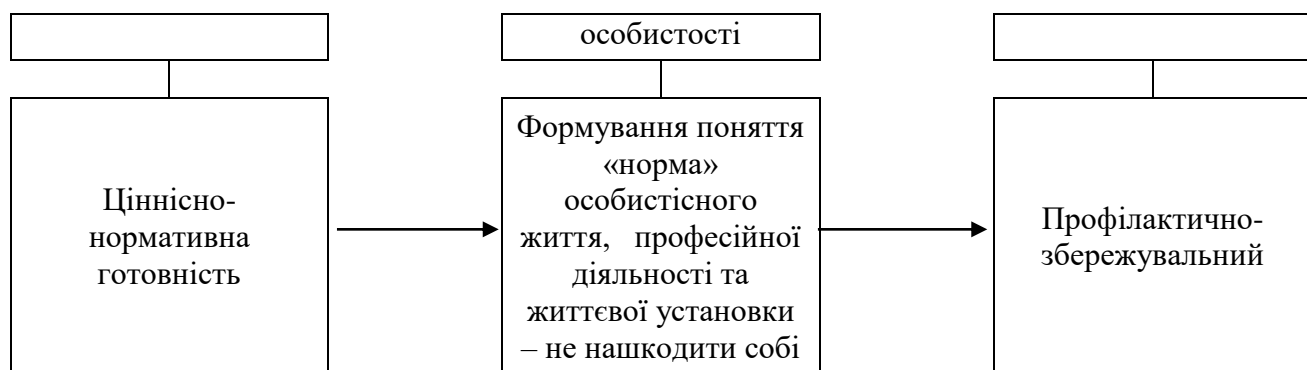 особистості
Ціннісно-
нормативна
готовність
Формування поняття
«норма»
особистісного
життя, професійної
діяльності та
життєвої установки
– не нашкодити собі
Профілактично-
збережувальний